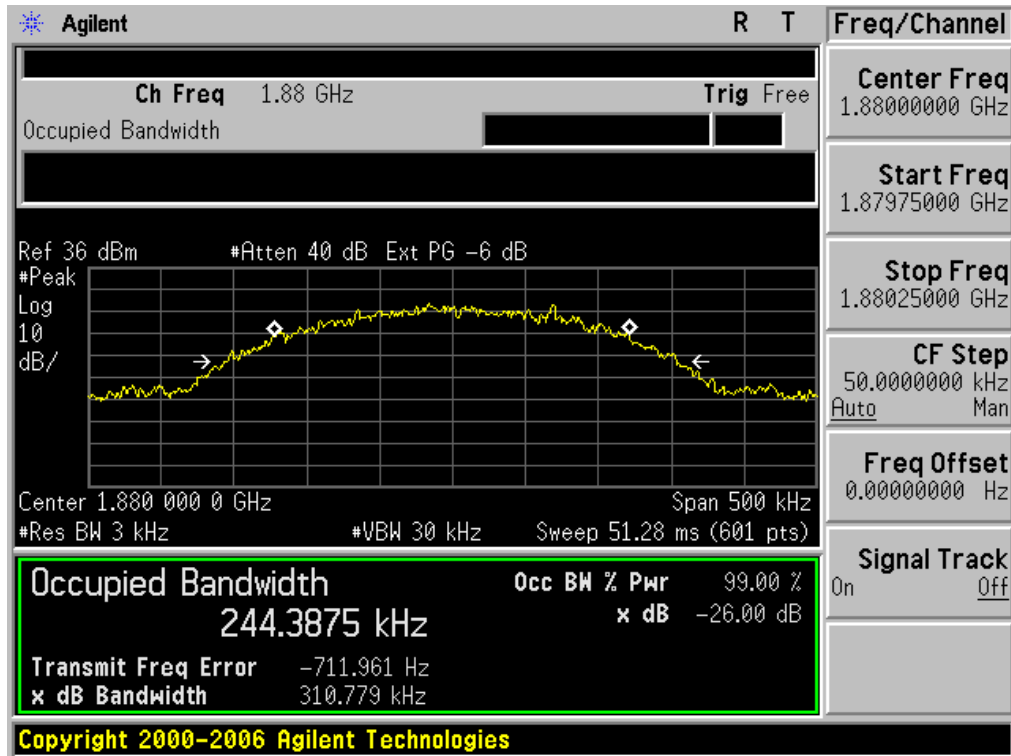 Agilent R T
Freq/Channel
Ch Freq 1.88 GHz Trig Free
Occupied Bandwidth
Ref 36 dBm #Atten 40 dB Ext PG -6 dB
#Peak
Log
10
dB/
Center 1.880 000 0 GHz Span 500 kHz
#Res BW 3 kHz #VBW 30 kHz Sweep 51.28 ms (601 pts)
Occupied Bandwidth Occ BW % Pwr 99.00 %
244.3875 kHz x dB -26.00 dB
Transmit Freq Error -711.961 Hz
x dB Bandwidth 310.779 kHz
Copyright 2000-2006 Agilent Technologies
Center Freq
1.88000000 GHz
Start Freq
1.87975000 GHz
Stop Freq
1.88025000 GHz
CF Step
50.0000000 kHz
Auto Man
Freq Offset
0.00000000 Hz
Signal Track
On Off